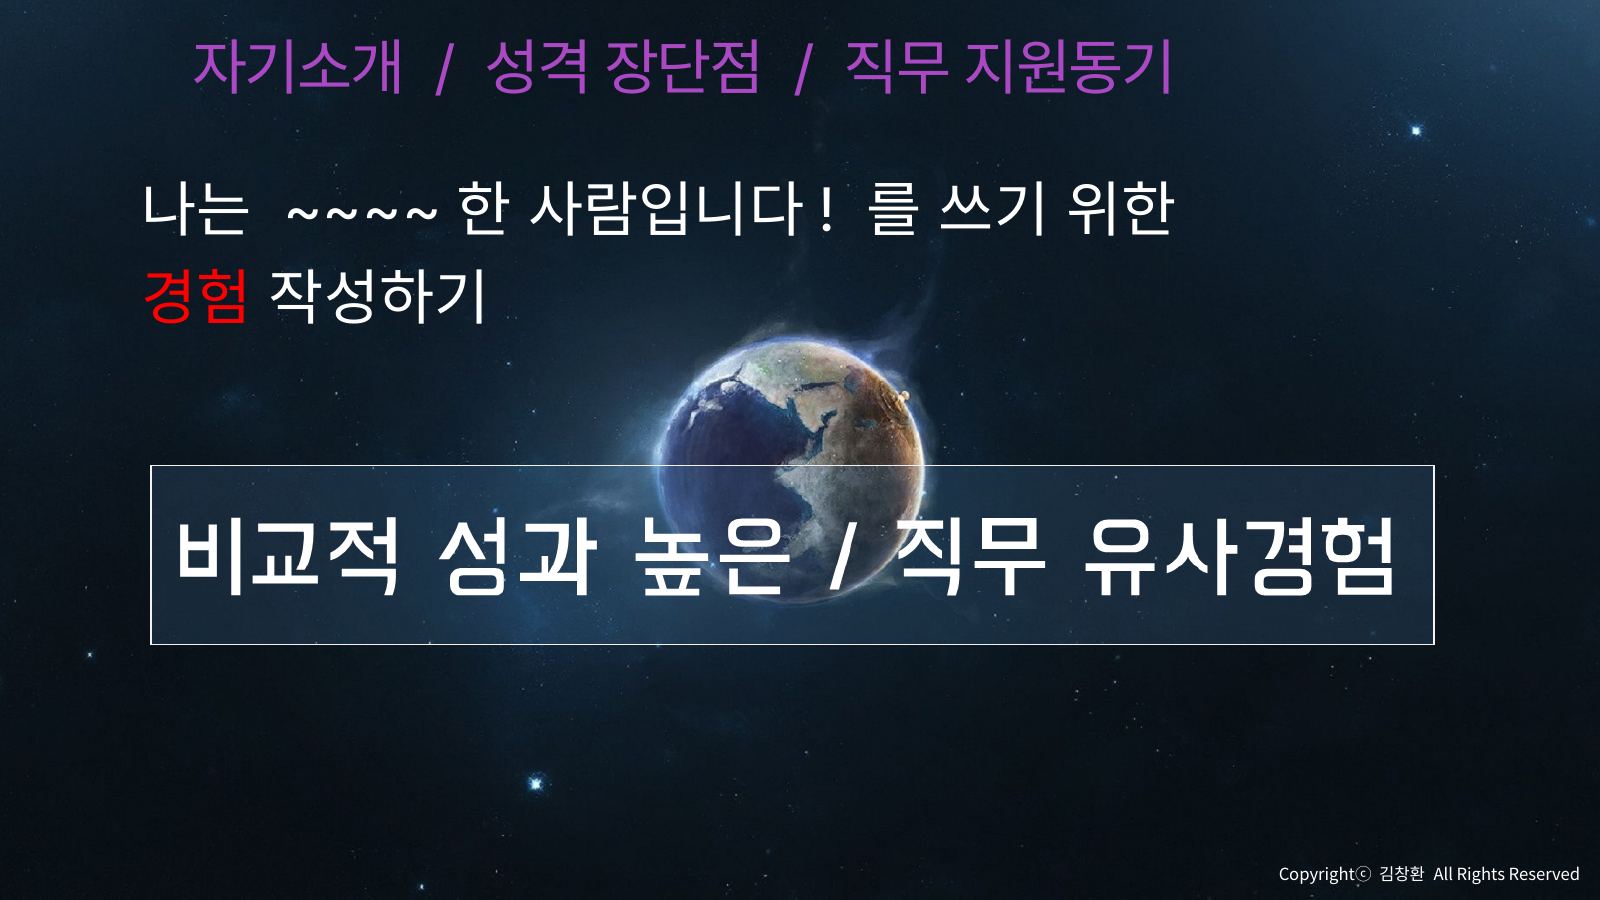 자기소개 / 성격 장단점 / 직무 지원동기
나는 ~~~~ 한 사람입니다 ! 를 쓰기 위한
경험 작성하기
비교적 성과 높은 / 직무 유사경험
Copyrightⓒ 김창환 All Rights Reserved